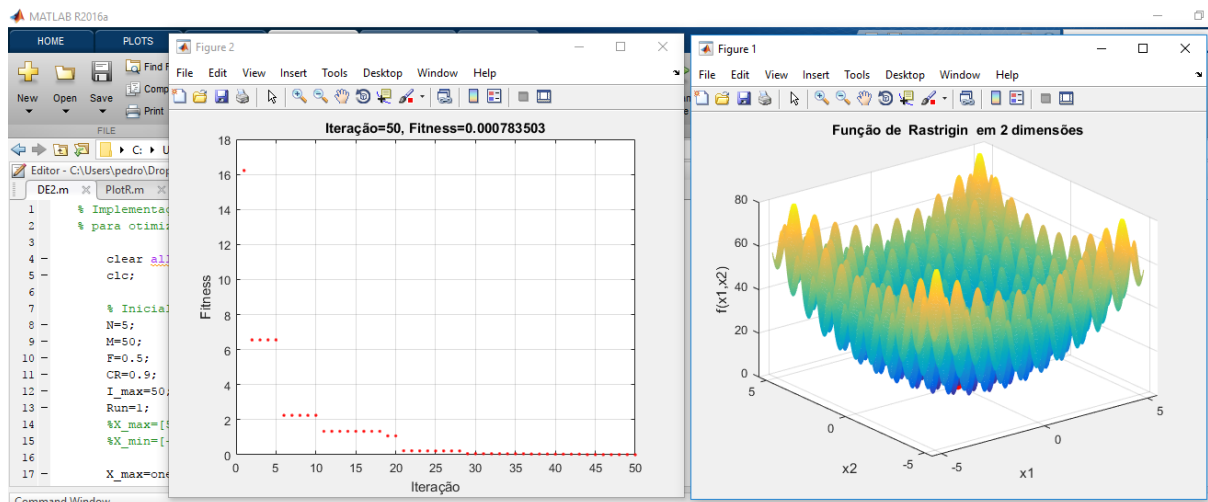 MATLAB R2016a
HOME PLOTS
New Open Save
Find F
Comp
Print
FILE
C: U
Editor - C:\Users\pedro\Drop
DE2.m PlotR.m
1 % Implementaç
2 % para otimiz
3
4 - clear all
5 - clc;
6
7 % Inicial
8 - N=5;
9 - M=50;
10 - F=0.5;
11 - CR=0.9;
12 - I_max=50;
13 - Run=1;
14 %X_max=[5
15 %X_min=[-
16
17 - X_max=one
Command Window
Figure 2
File Edit View Insert Tools Desktop Window Help
Iteração=50, Fitness=0.000783503
Fitness
18
16
14
12
10
8
6
4
2
0
0 5 10 15 20 25 30 35 40 45 50
Iteração
Figure 1
File Edit View Insert Tools Desktop Window Help
Função de Rastrigin em 2 dimensões
f(x1,x2)
80
60
40
20
0
5
0
-5
x2
-5
0
5
x1